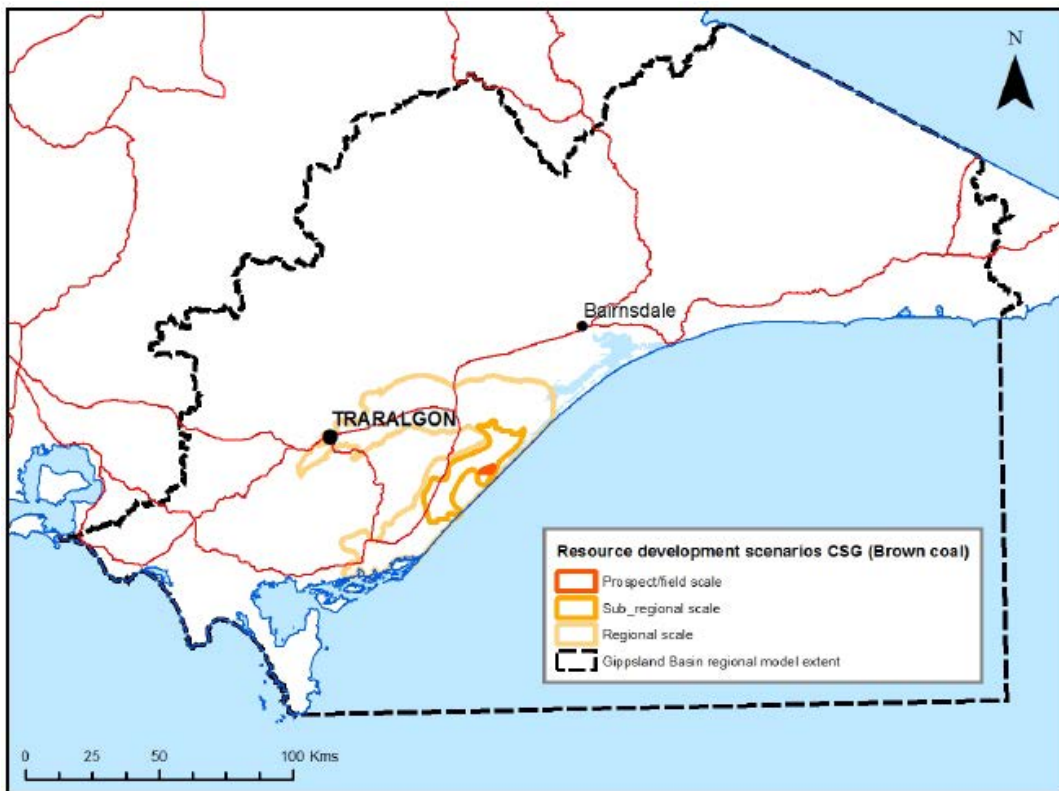 N
Bairnsdale
TRARALGON
Resource development scenarios CSG (Brown coal)
Prospect/field scale
Sub_regional scale
Regional scale
Gippsland Basin regional model extent
0 25 50 100 Kms